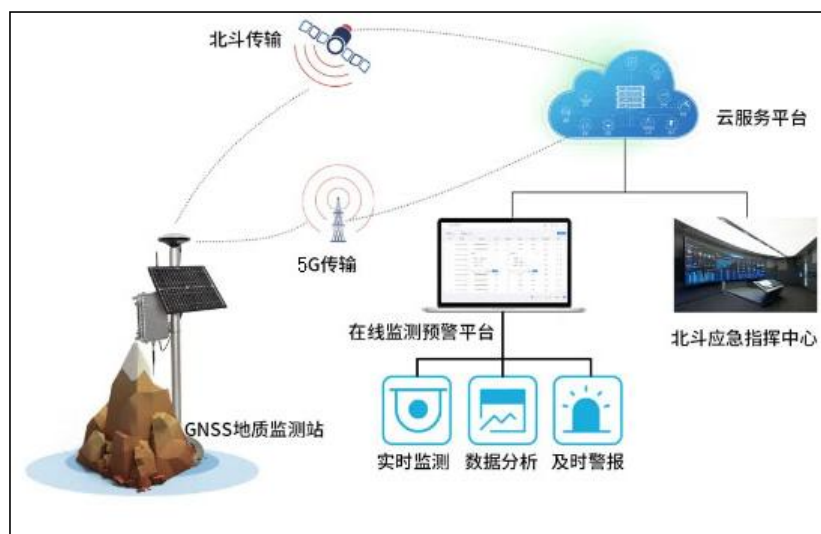 北斗传输
云服务平台
5G传输
在线监测预警平台
北斗应急指挥中心
GNSS地质监测站
实时监测
数据分析
及时警报